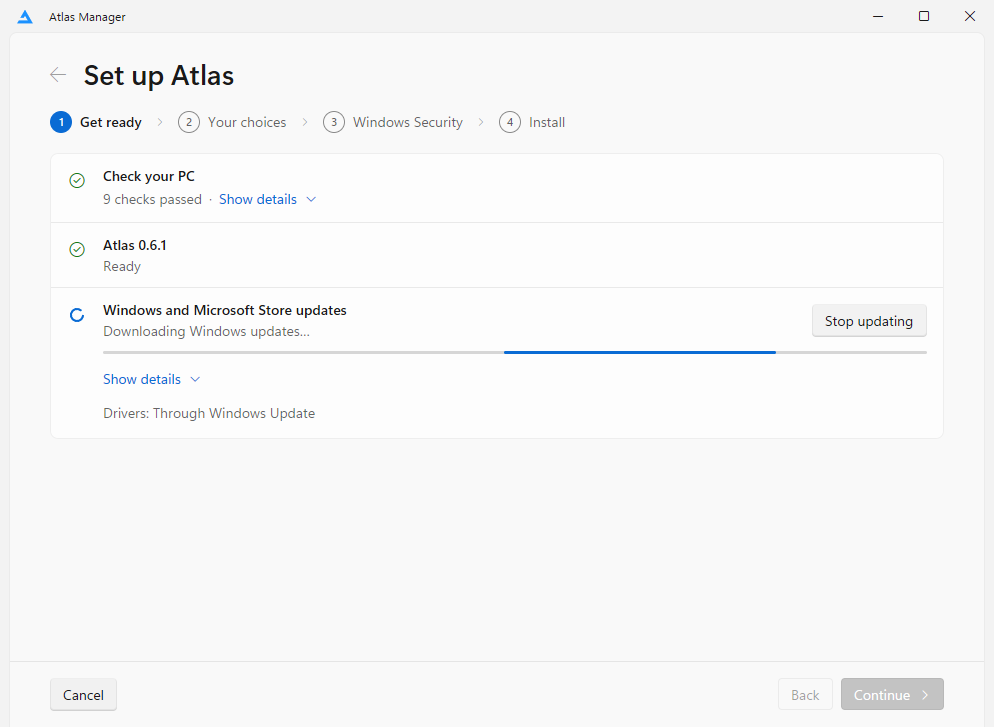 Atlas Manager
Set up Atlas
1 Get ready 2 Your choices 3 Windows Security 4 Install
Check your PC
9 checks passed · Show details
Atlas 0.6.1
Ready
Windows and Microsoft Store updates
Downloading Windows updates...
Stop updating
Show details
Drivers: Through Windows Update
Cancel Back Continue